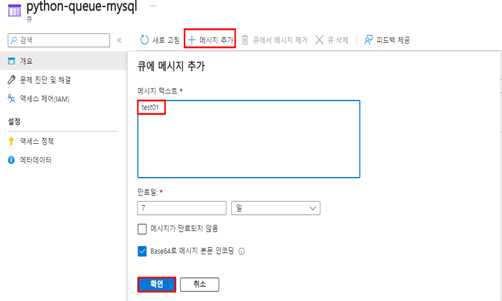 python-queue-mysql ...
큐
검색
«
새로 고침
메시지 추가
큐에서 메시지 제거
큐 삭제
피드백 제공
개요
문제 진단 및 해결
액세스 제어(IAM)
설정
액세스 정책
메타데이터
큐에 메시지 추가
메시지 텍스트 *
test01
만료일: *
7
일
메시지가 만료되지 않음
Base64로 메시지 본문 인코딩
확인
취소